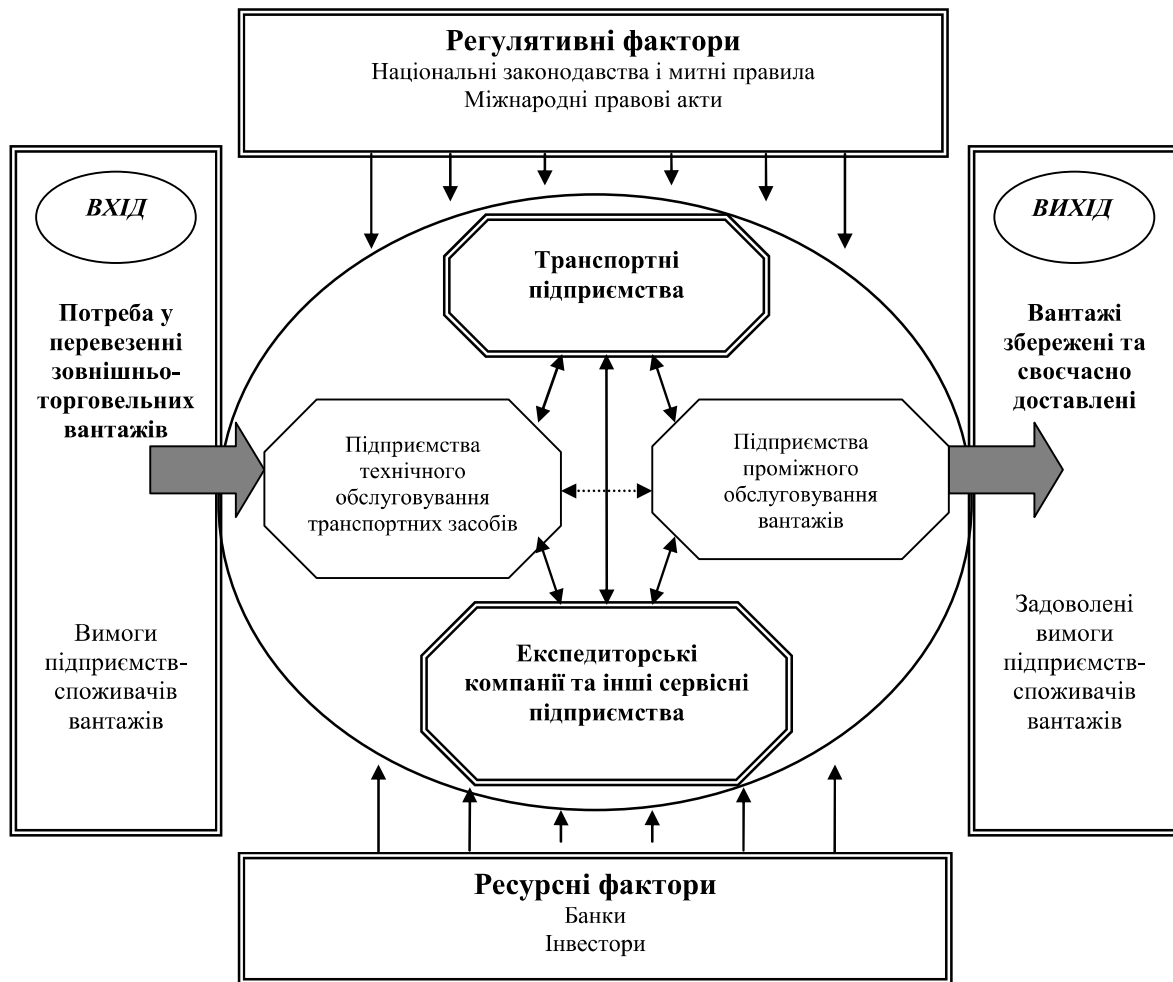 Регулятивні фактори
Національні законодавства і митні правила
Міжнародні правові акти
ВХІД
Потреба у
перевезенні
зовнішньо-
торговельних
вантажів
Вимоги
підприємств-
споживачів
вантажів
Транспортні
підприємства
Підприємства
технічного
обслуговування
транспортних засобів
Підприємства
проміжного
обслуговування
вантажів
Експедиторські
компанії та інші сервісні
підприємства
ВИХІД
Вантажі
збережені та
своєчасно
доставлені
Задоволені
вимоги
підприємств-
споживачів
вантажів
Ресурсні фактори
Банки
Інвестори